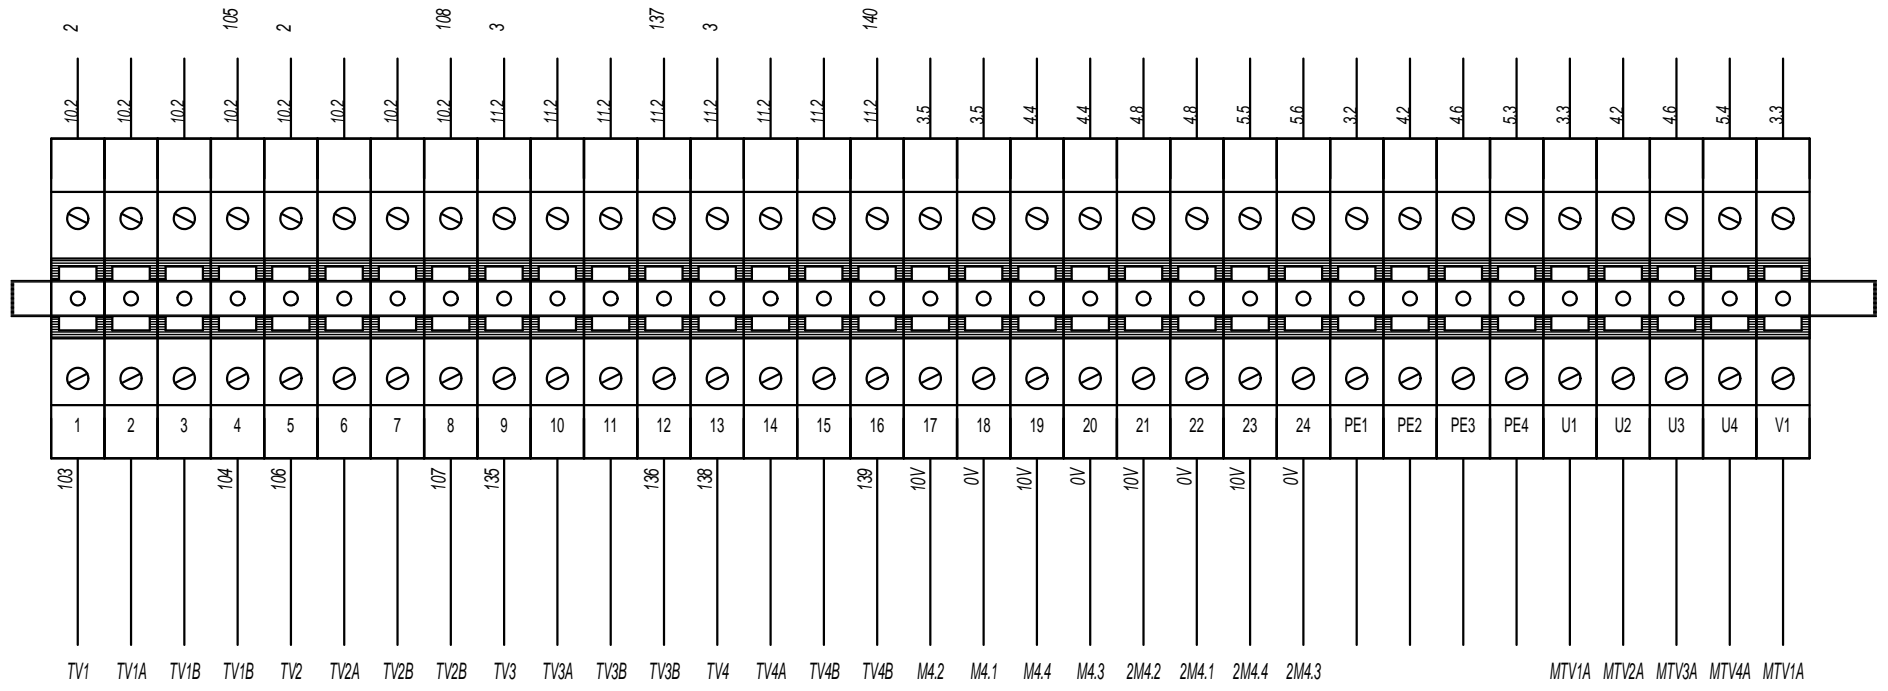 2 105 2 108 3 137 3 140
10.2 10.2 10.2 10.2 10.2 10.2 10.2 10.2 11.2 11.2 11.2 11.2 11.2 11.2 11.2 11.2 3.5 3.5 4.4 4.4 4.8 4.8 5.5 5.6 3.2 4.2 4.6 5.3 3.3 4.2 4.6 5.4 3.3
1 2 3 4 5 6 7 8 9 10 11 12 13 14 15 16 17 18 19 20 21 22 23 24 PE1 PE2 PE3 PE4 U1 U2 U3 U4 V1
103 104 106 107 135 136 138 139 10V 0V 10V 0V 10V 0V 10V 0V
TV1 TV1A TV1B TV1B TV2 TV2A TV2B TV2B TV3 TV3A TV3B TV3B TV4 TV4A TV4B TV4B M4.2 M4.1 M4.4 M4.3 2M4.2 2M4.1 2M4.4 2M4.3 MTV1A MTV2A MTV3A MTV4A MTV1A